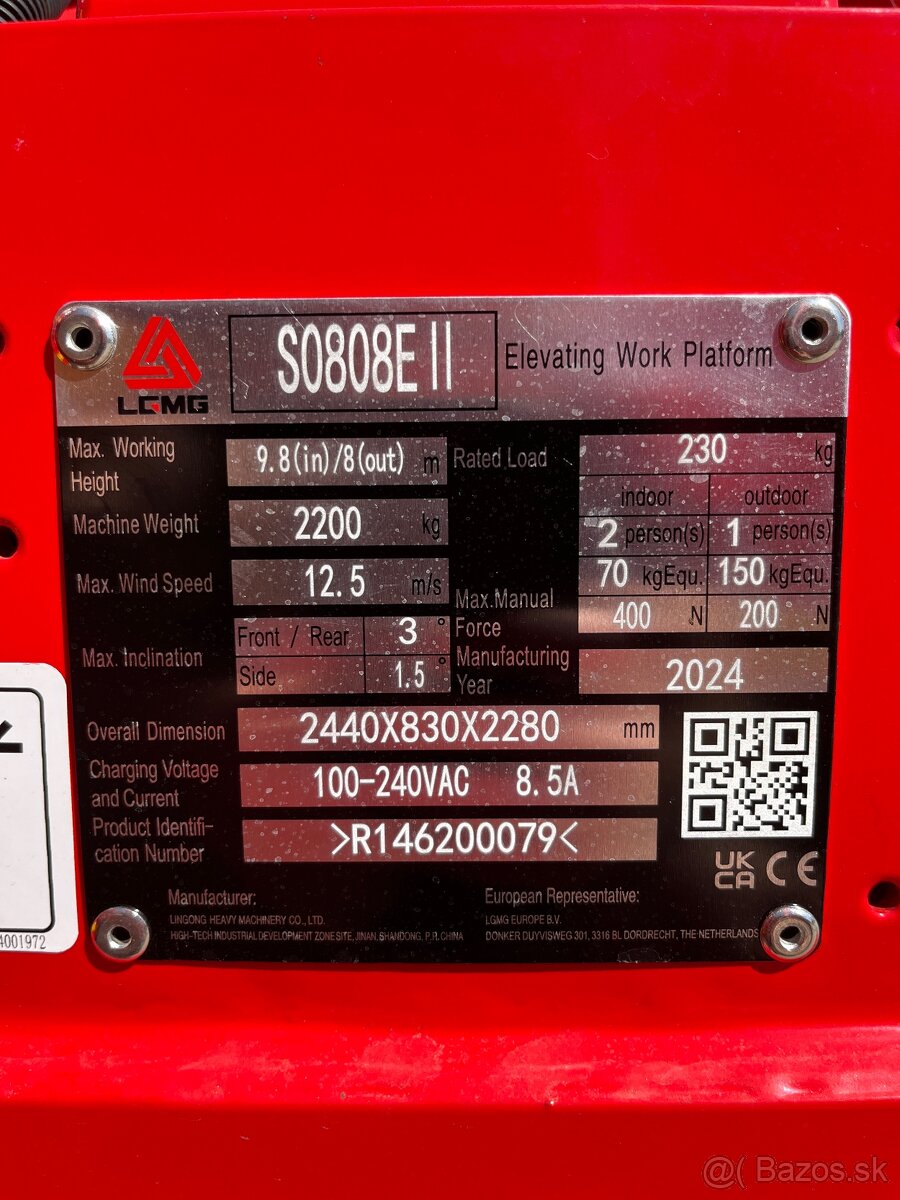 LGMG
S0808E II
Elevating Work Platform
Max. Working Height
9.8(in)/8(out) m
Rated Load
230 kg
indoor
outdoor
2 person(s)
1 person(s)
70 kgEqu.
150 kgEqu.
Machine Weight
2200 kg
Max. Wind Speed
12.5 m/s
Max.Manual Force
400 N
200 N
Max. Inclination
Front / Rear
3 °
Side
1.5 °
Manufacturing Year
2024
Overall Dimension
2440X830X2280 mm
Charging Voltage and Current
100-240VAC 8.5A
Product Identifi-
cation Number
>R146200079<
UK
CA CE
Manufacturer:
LINGONG HEAVY MACHINERY CO., LTD.
HIGH-TECH INDUSTRIAL DEVELOPMENT ZONE SITE, JINAN, SHANDONG, P.R. CHINA
European Representative:
LGMG EUROPE B.V.
DONKER DUYVISWEG 301, 3316 BL DORDRECHT, THE NETHERLANDS
4001972
@( Bazos.sk